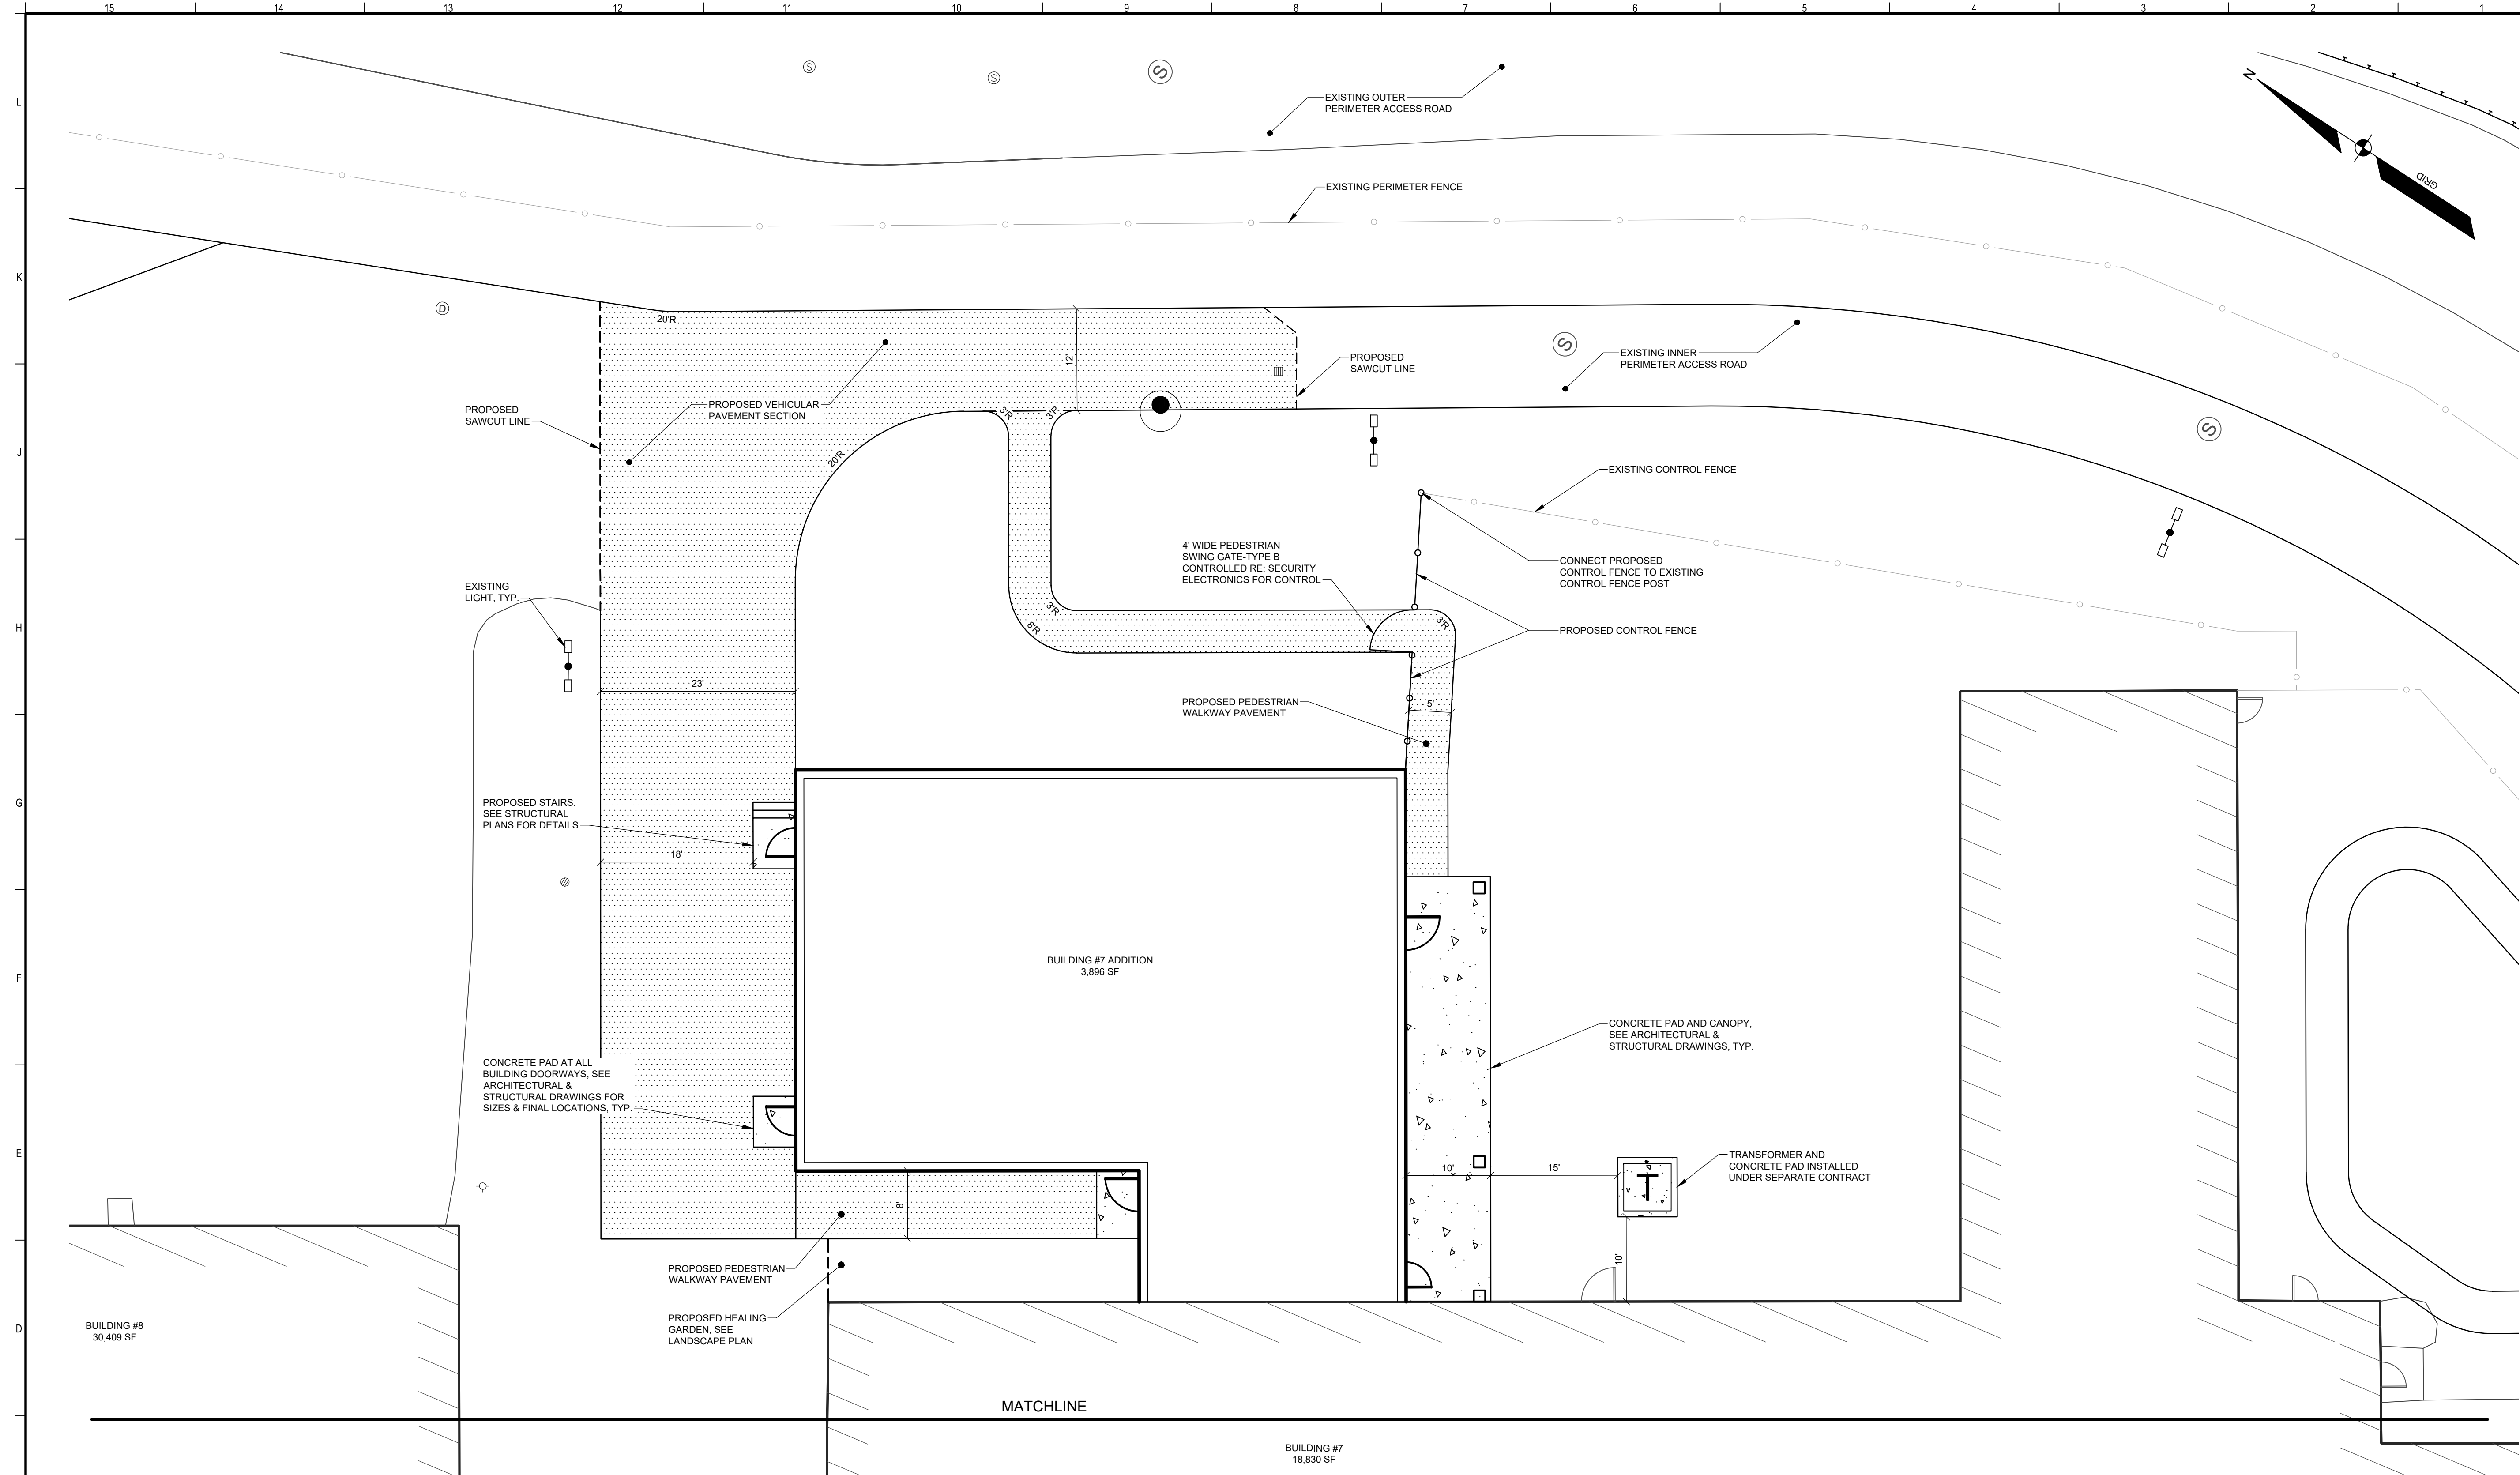 15 14 13 12 11 10 9 8 7 6 5 4 3 2 1
L
K
J
H
G
F
E
D
S
S
S
EXISTING OUTER
PERIMETER ACCESS ROAD
N
GRID
EXISTING PERIMETER FENCE
D
20'R
12'
PROPOSED
SAWCUT LINE
S
EXISTING INNER
PERIMETER ACCESS ROAD
PROPOSED
SAWCUT LINE
PROPOSED VEHICULAR
PAVEMENT SECTION
3'R
3'R
20'R
S
EXISTING CONTROL FENCE
4' WIDE PEDESTRIAN
SWING GATE-TYPE B
CONTROLLED RE: SECURITY
ELECTRONICS FOR CONTROL
CONNECT PROPOSED
CONTROL FENCE TO EXISTING
CONTROL FENCE POST
EXISTING
LIGHT, TYP.
3'R
8'R
3'R
PROPOSED CONTROL FENCE
23'
PROPOSED PEDESTRIAN
WALKWAY PAVEMENT
5'
PROPOSED STAIRS.
SEE STRUCTURAL
PLANS FOR DETAILS
18'
BUILDING #7 ADDITION
3,896 SF
CONCRETE PAD AND CANOPY,
SEE ARCHITECTURAL &
STRUCTURAL DRAWINGS, TYP.
CONCRETE PAD AT ALL
BUILDING DOORWAYS, SEE
ARCHITECTURAL &
STRUCTURAL DRAWINGS FOR
SIZES & FINAL LOCATIONS, TYP.
10'
15'
T
TRANSFORMER AND
CONCRETE PAD INSTALLED
UNDER SEPARATE CONTRACT
8'
10'
PROPOSED PEDESTRIAN
WALKWAY PAVEMENT
PROPOSED HEALING
GARDEN, SEE
LANDSCAPE PLAN
BUILDING #8
30,409 SF
MATCHLINE
BUILDING #7
18,830 SF